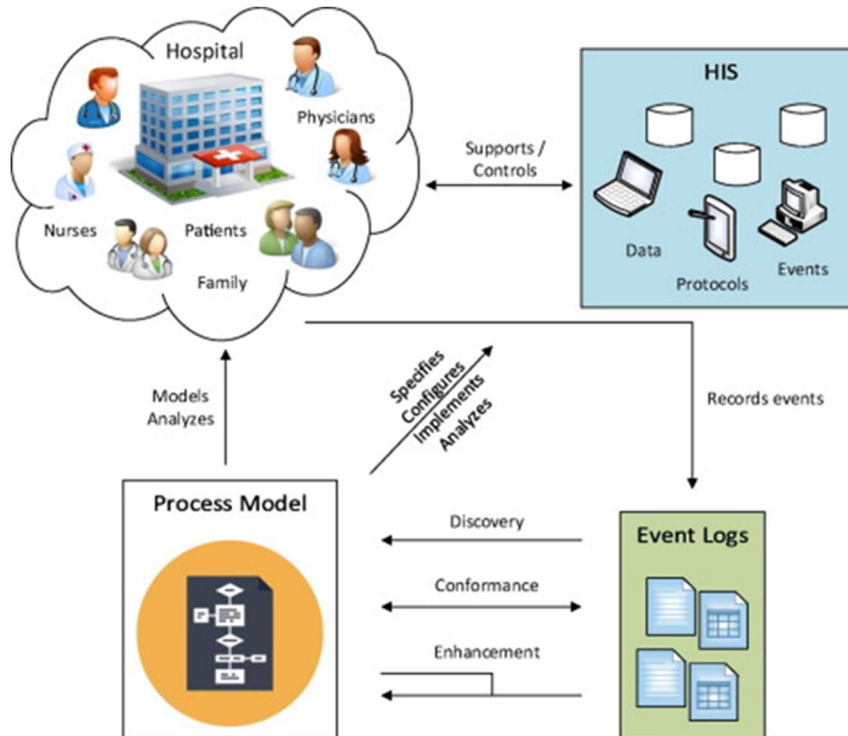 Hospital
Physicians
Nurses
Patients
Family
Supports /
Controls
HIS
Data
Protocols
Events
Models
Analyzes
Specifies
Configures
Implements
Analyzes
Records events
Process Model
Discovery
Conformance
Enhancement
Event Logs